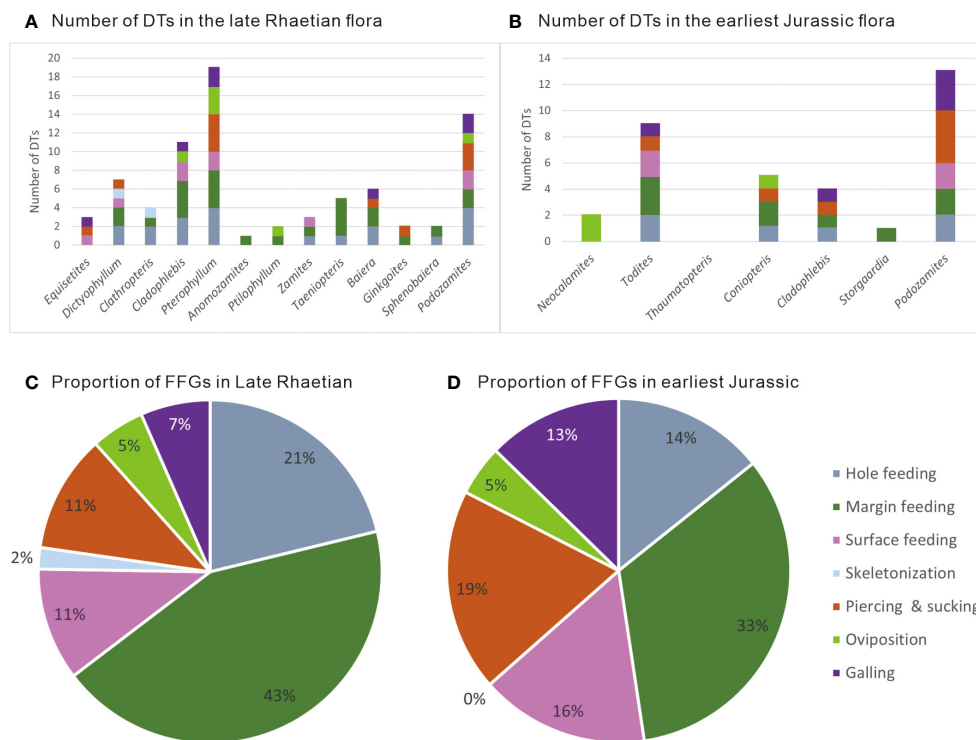 A Number of DTs in the late Rhaetian flora
Number of DTs
20
18
16
14
12
10
8
6
4
2
0
Equisetites
Dictyophyllum
Clathropteris
Cladophlebis
Pterophyllum
Anomozamites
Ptilophyllum
Zamites
Taeniopteris
Baiera
Ginkgoites
Sphenobaiera
Podozamites
B Number of DTs in the earliest Jurassic flora
Number of DTs
14
12
10
8
6
4
2
0
Neocalamites
Todites
Thaumatopteris
Coniopteris
Cladophlebis
Storgaardia
Podozamites
C Proportion of FFGs in Late Rhaetian
7%
21%
5%
11%
2%
11%
43%
D Proportion of FFGs in earliest Jurassic
13%
14%
5%
19%
33%
0%
16%
Hole feeding
Margin feeding
Surface feeding
Skeletonization
Piercing & sucking
Oviposition
Galling